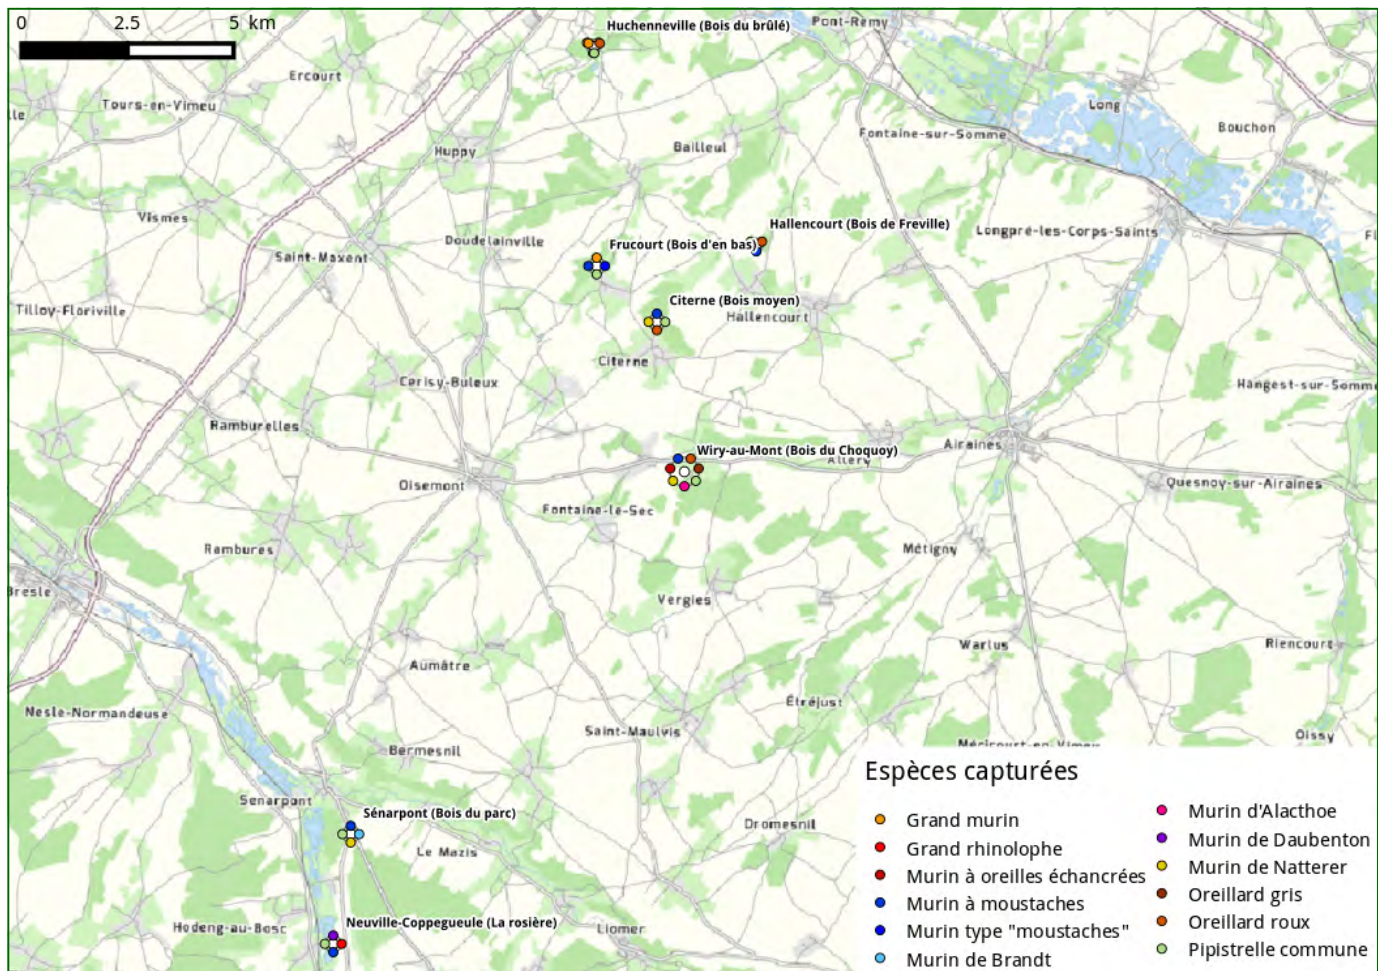 0 2.5 5 km
Huchenneville (Bois du brûlé)
Pont-Remy
Ercourt
Tours-en-Vimeu
Long
Bouchon
Fontaine-sur-Somme
Huppy
Bailleul
Vismes
Hallencourt (Bois de Freville)
Longpré-les-Corps-Saints
Doudelainville
Frucourt (Bois d'en bas)
Saint-Maxent
Citerne (Bois moyen)
Tilloy-Floriville
Hallencourt
Citerne
Cerisy-Buleux
Hangest-sur-Somme
Ramburelles
Airaines
Wiry-au-Mont (Bois du Choquoy)
Allery
Oisemont
Quesnoy-sur-Airaines
Fontaine-le-Sec
Rambures
Métigny
Bresle
Vergies
Warlus
Riencourt
Aumâtre
Étréjust
Nesle-Normandeuse
Saint-Maulvis
Oissy
Méricourt-en-Vimeu
Bermesnil
Senarpont
Sénarpont (Bois du parc)
Dromesnil
Le Mazis
Neuville-Coppegueule (La rosière)
Hodeng-au-Bosc
Liomer
Espèces capturées
Grand murin
Grand rhinolophe
Murin à oreilles échancrées
Murin à moustaches
Murin type "moustaches"
Murin de Brandt
Murin d'Alacthoe
Murin de Daubenton
Murin de Natterer
Oreillard gris
Oreillard roux
Pipistrelle commune